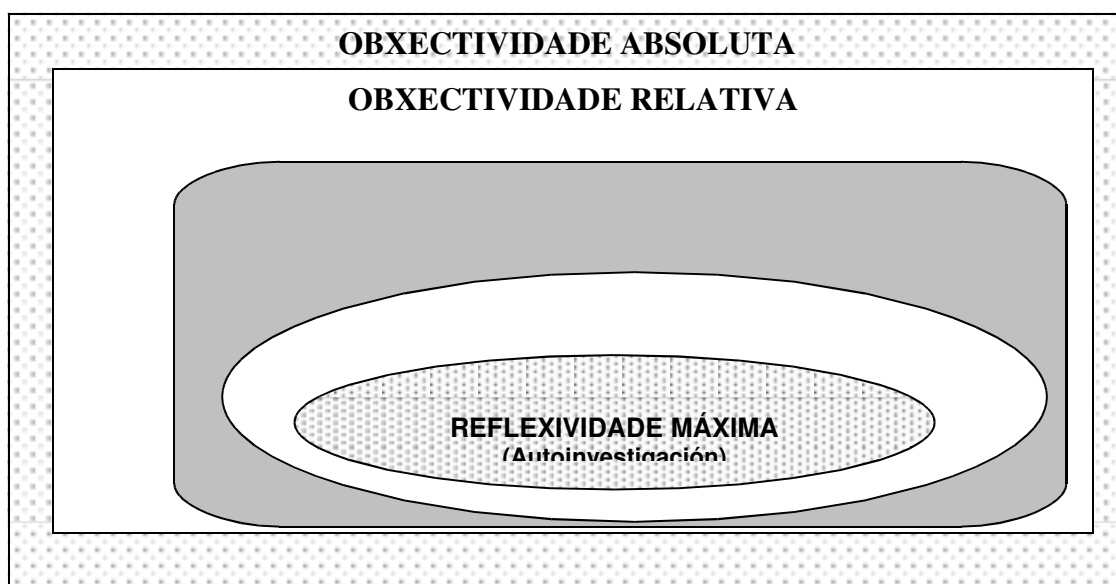 OBXECTIVIDADE ABSOLUTA
OBXECTIVIDADE RELATIVA
REFLEXIVIDADE MÁXIMA
(Autoinvestigación)